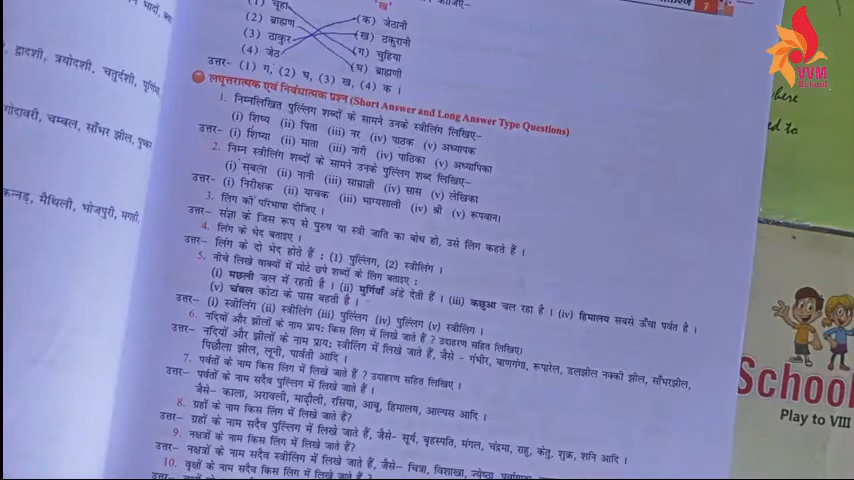 'ख'
7
(1) चूहा
(क) जेठानी
(2) ब्राह्मण
(ख) ठकुरानी
(3) ठाकुर
(ग) चुहिया
(4) जेठ
(घ) ब्राह्मणी
उत्तर- (1) ग, (2) घ, (3) ख, (4) क ।
लघूत्तरात्मक एवं निबंधात्मक प्रश्न (Short Answer and Long Answer Type Questions)
1. निम्नलिखित पुल्लिंग शब्दों के सामने उनके स्त्रीलिंग लिखिए-
(i) शिष्य (ii) पिता (iii) नर (iv) पाठक (v) अध्यापक
उत्तर- (i) शिष्या (ii) माता (iii) नारी (iv) पाठिका (v) अध्यापिका
2. निम्न स्त्रीलिंग शब्दों के सामने उनके पुल्लिंग शब्द लिखिए-
(i) सबला (ii) नानी (iii) साम्राज्ञी (iv) सास (v) लेखिका
उत्तर- (i) निरीक्षक (ii) याचक (iii) भाग्यशाली (iv) श्री (v) रूपवान।
3. लिंग की परिभाषा दीजिए ।
उत्तर- संज्ञा के जिस रूप से पुरुष या स्त्री जाति का बोध हो, उसे लिंग कहते हैं ।
4. लिंग के भेद बताइए ।
उत्तर- लिंग के दो भेद होते हैं : (1) पुल्लिंग, (2) स्त्रीलिंग ।
5. नीचे लिखे वाक्यों में मोटे छपे शब्दों के लिंग बताइए :
(i) मछली जल में रहती है । (ii) मुर्गियाँ अंडे देती हैं । (iii) कछुआ चल रहा है । (iv) हिमालय सबसे ऊँचा पर्वत है ।
(v) चंबल कोटा के पास बहती है ।
उत्तर- (i) स्त्रीलिंग (ii) स्त्रीलिंग (iii) पुल्लिंग (iv) पुल्लिंग (v) स्त्रीलिंग ।
6. नदियों और झीलों के नाम प्रायः किस लिंग में लिखे जाते हैं ? उदाहरण सहित लिखिए।
उत्तर- नदियों और झीलों के नाम प्रायः स्त्रीलिंग में लिखे जाते हैं, जैसे - गंभीर, बाणगंगा, रूपारेल, डलझील नक्की झील, साँभरझील,
पिछौला झील, लूनी, पार्वती आदि ।
7. पर्वतों के नाम किस लिंग में लिखे जाते हैं ? उदाहरण सहित लिखिए ।
उत्तर- पर्वतों के नाम सदैव पुल्लिंग में लिखे जाते हैं ।
जैसे- काला, अरावली, रसिया, आबू, हिमालय, आल्पस आदि ।
8. ग्रहों के नाम किस लिंग में लिखे जाते हैं?
उत्तर- ग्रहों के नाम सदैव पुल्लिंग में लिखे जाते हैं, जैसे- सूर्य, बृहस्पति, मंगल, चंद्रमा, राहु, केतु, शुक्र, शनि आदि ।
9. नक्षत्रों के नाम किस लिंग में लिखे जाते हैं?
उत्तर- नक्षत्रों के नाम सदैव स्त्रीलिंग में लिखे जाते हैं, जैसे- चित्रा, विशाखा, ज्येष्ठा,
10. वृक्षों के नाम सदैव किस लिंग में लिखे जाते हैं ?
भादों,
द्वादशी, त्रयोदशी, चतुर्दशी,
गोदावरी, चम्बल, साँभर झील,
कन्नड़, मैथिली, भोजपुरी, मगही,
VVM
School
here
to
School
Play to VIII